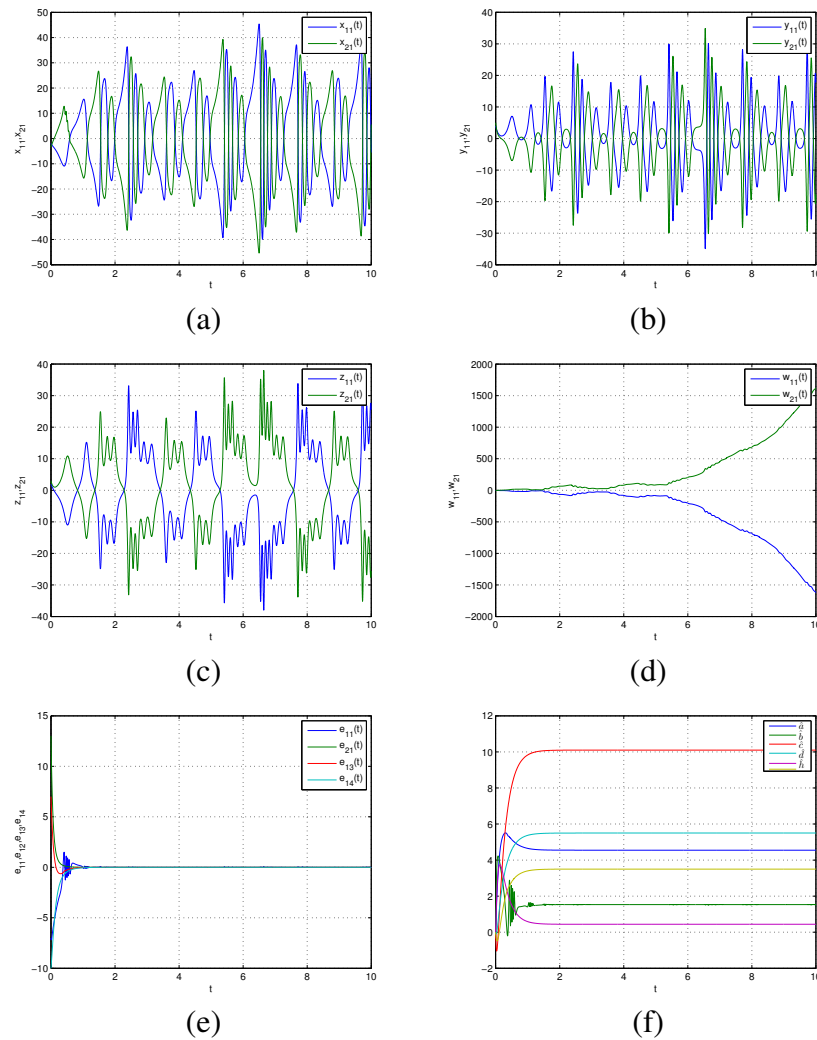 50
40
30
20
10
0
−10
−20
−30
−40
−50
0
2
4
6
8
10
t
x11,x21
x11(t)
x21(t)
(a)
40
30
20
10
0
−10
−20
−30
−40
0
2
4
6
8
10
t
y11,y21
y11(t)
y21(t)
(b)
40
30
20
10
0
−10
−20
−30
−40
0
2
4
6
8
10
t
z11,z21
z11(t)
z21(t)
(c)
2000
1500
1000
500
0
−500
−1000
−1500
−2000
0
2
4
6
8
10
t
w11,w21
w11(t)
w21(t)
(d)
15
10
5
0
−5
−10
0
2
4
6
8
10
t
e11,e12,e13,e14
e11(t)
e21(t)
e13(t)
e14(t)
(e)
12
10
8
6
4
2
0
−2
0
2
4
6
8
10
t
â
b̂
ĉ
d̂
ĥ
(f)